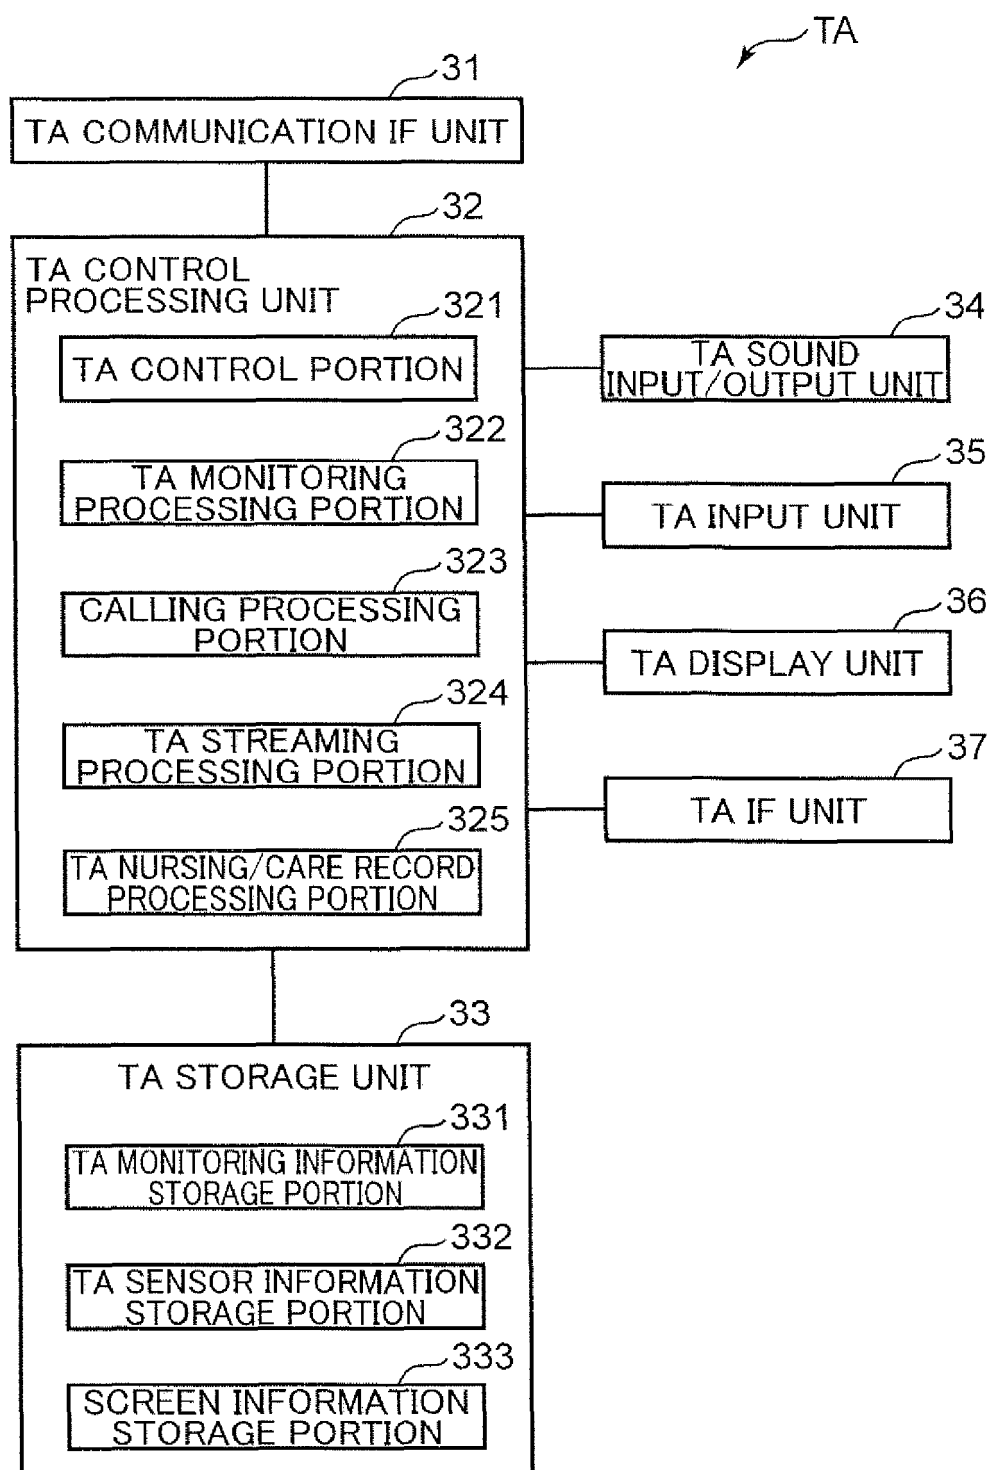 TA
31
TA COMMUNICATION IF UNIT
32
TA CONTROL
PROCESSING UNIT
321
TA CONTROL PORTION
322
TA MONITORING
PROCESSING PORTION
323
CALLING PROCESSING
PORTION
324
TA STREAMING
PROCESSING PORTION
325
TA NURSING/CARE RECORD
PROCESSING PORTION
34
TA SOUND
INPUT/OUTPUT UNIT
35
TA INPUT UNIT
36
TA DISPLAY UNIT
37
TA IF UNIT
33
TA STORAGE UNIT
331
TA MONITORING INFORMATION
STORAGE PORTION
332
TA SENSOR INFORMATION
STORAGE PORTION
333
SCREEN INFORMATION
STORAGE PORTION